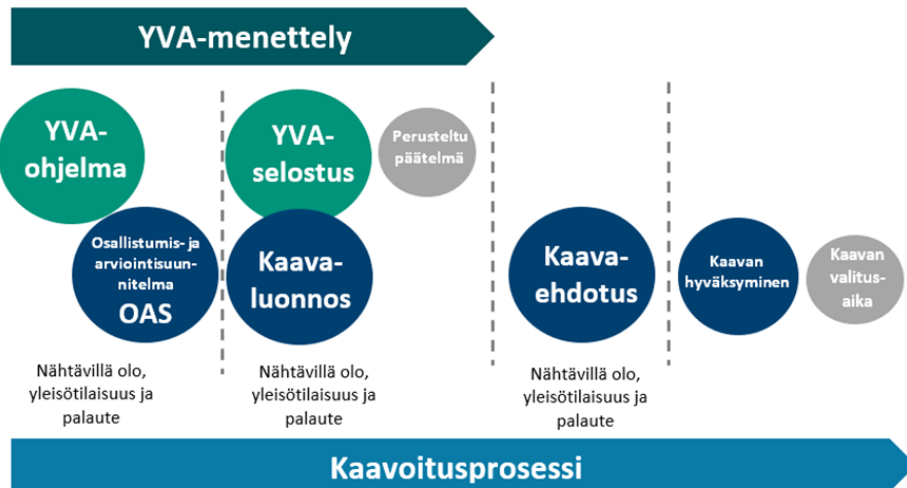 YVA-menettely
YVA-
ohjelma
YVA-
selostus
Perusteltu
päätelmä
Osallistumis- ja
arviointisuun-
nitelma
OAS
Kaava-
luonnos
Kaava-
ehdotus
Kaavan
hyväksyminen
Kaavan
valitus-
aika
Nähtävillä olo,
yleisötilaisuus ja
palaute
Nähtävillä olo,
yleisötilaisuus ja
palaute
Nähtävillä olo,
yleisötilaisuus ja
palaute
Kaavoitusprosessi